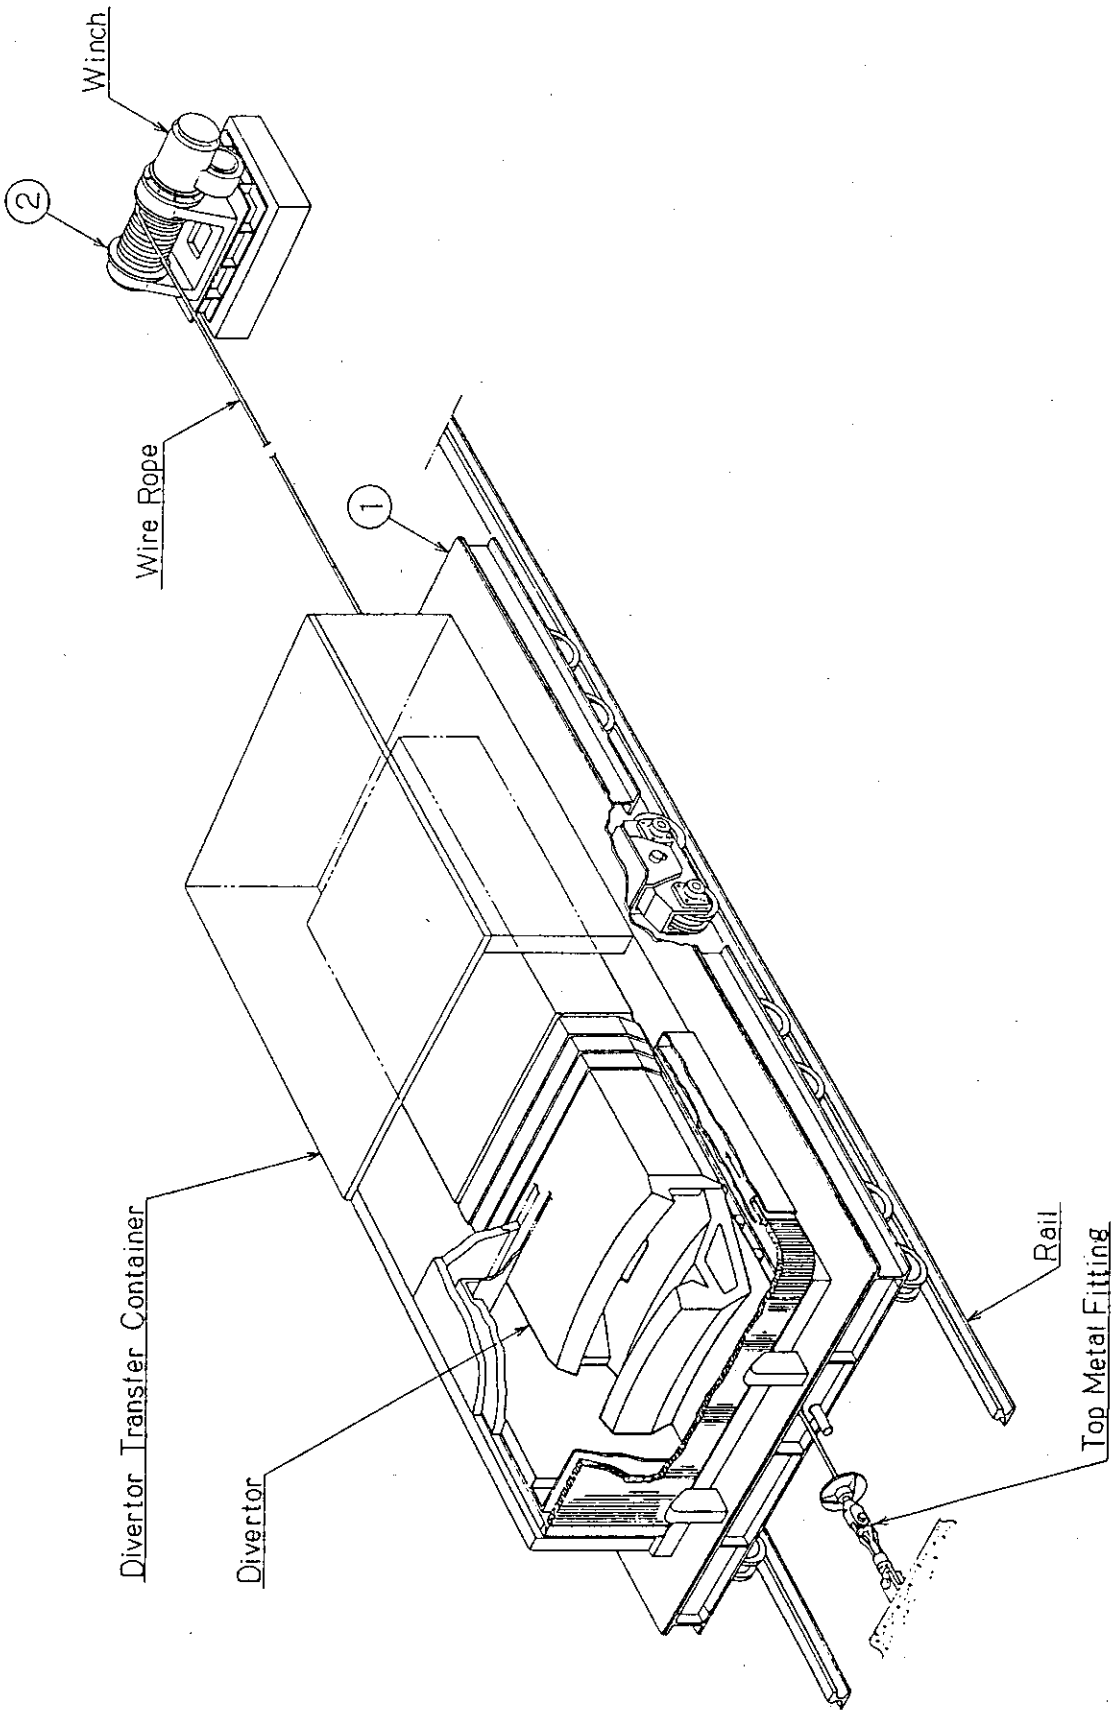 Winch
2
Wire Rope
1
Divertor Transfer Container
Divertor
Rail
Top Metal Fitting